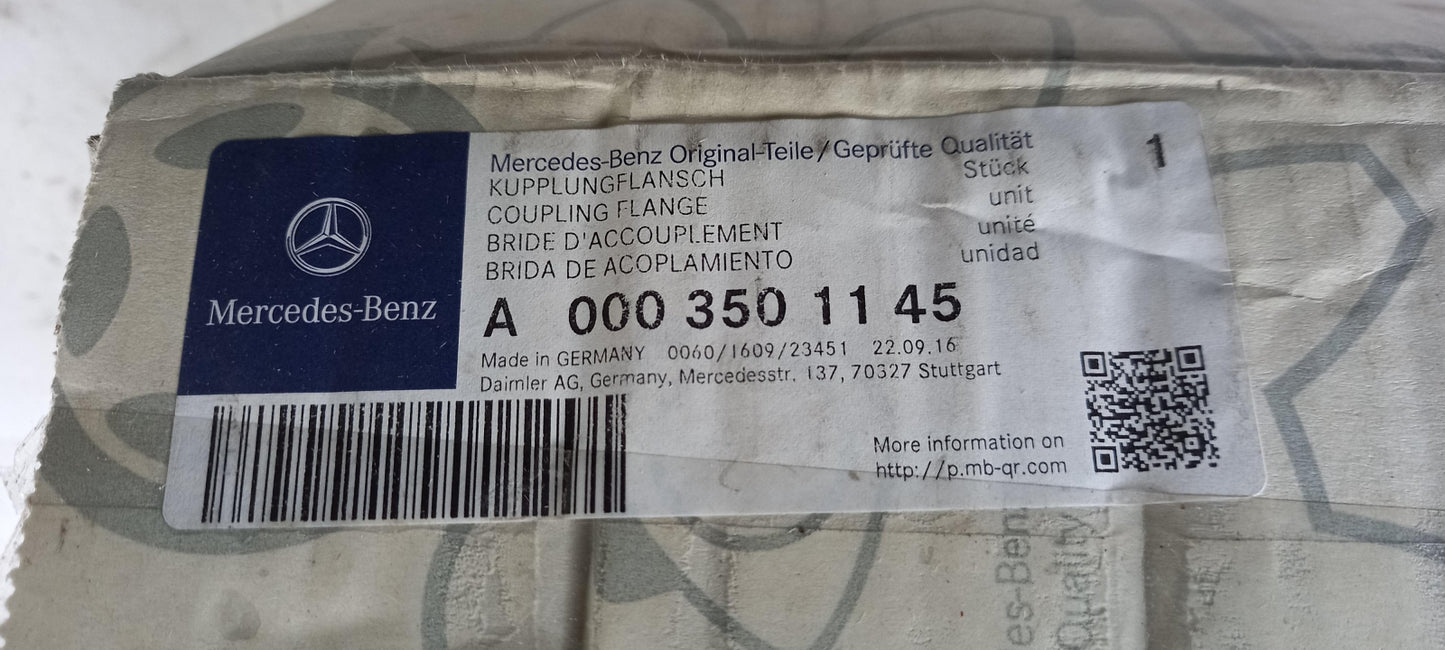 Mercedes-Benz
Mercedes-Benz Original-Teile/Geprüfte Qualität
KUPPLUNGFLANSCH
COUPLING FLANGE
BRIDE D'ACCOUPLEMENT
BRIDA DE ACOPLAMIENTO
Stück
unit
unité
unidad
1
A 000 350 11 45
Made in GERMANY 0060/1609/23451 22.09.16
Daimler AG, Germany, Mercedesstr. 137, 70327 Stuttgart
More information on
http://p.mb-qr.com
Quality